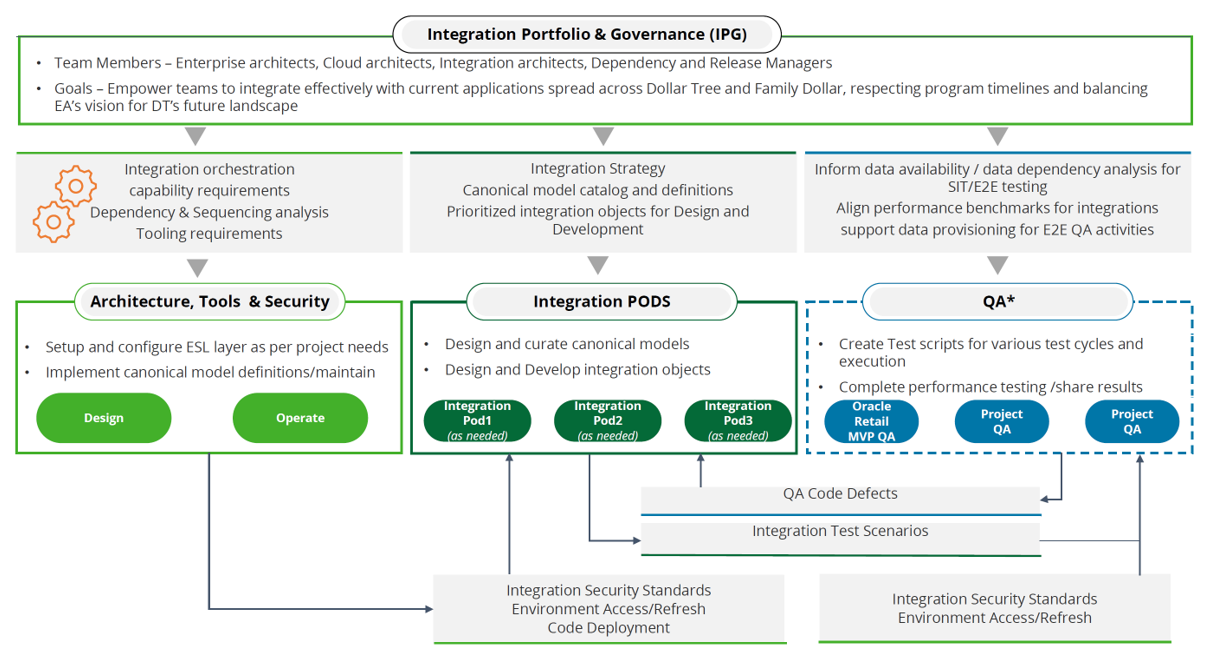 Integration Portfolio & Governance (IPG)
• Team Members – Enterprise architects, Cloud architects, Integration architects, Dependency and Release Managers
• Goals – Empower teams to integrate effectively with current applications spread across Dollar Tree and Family Dollar, respecting program timelines and balancing
EA’s vision for DT’s future landscape
Integration orchestration
capability requirements
Dependency & Sequencing analysis
Tooling requirements
Integration Strategy
Canonical model catalog and definitions
Prioritized integration objects for Design and
Development
Inform data availability / data dependency analysis for
SIT/E2E testing
Align performance benchmarks for integrations
support data provisioning for E2E QA activities
Architecture, Tools & Security
• Setup and configure ESL layer as per project needs
• Implement canonical model definitions/maintain
Design
Operate
Integration PODS
• Design and curate canonical models
• Design and Develop integration objects
Integration
Pod1
(as needed)
Integration
Pod2
(as needed)
Integration
Pod3
(as needed)
QA*
• Create Test scripts for various test cycles and
execution
• Complete performance testing /share results
Oracle
Retail
MVP QA
Project
QA
Project
QA
QA Code Defects
Integration Test Scenarios
Integration Security Standards
Environment Access/Refresh
Code Deployment
Integration Security Standards
Environment Access/Refresh